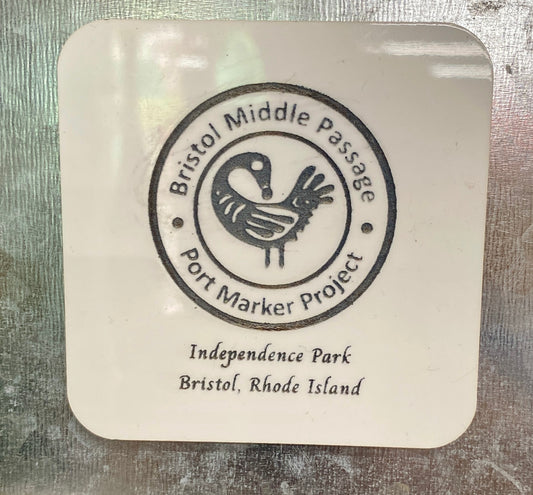 Bristol Middle Passage
Port Marker Project
Independence Park
Bristol, Rhode Island